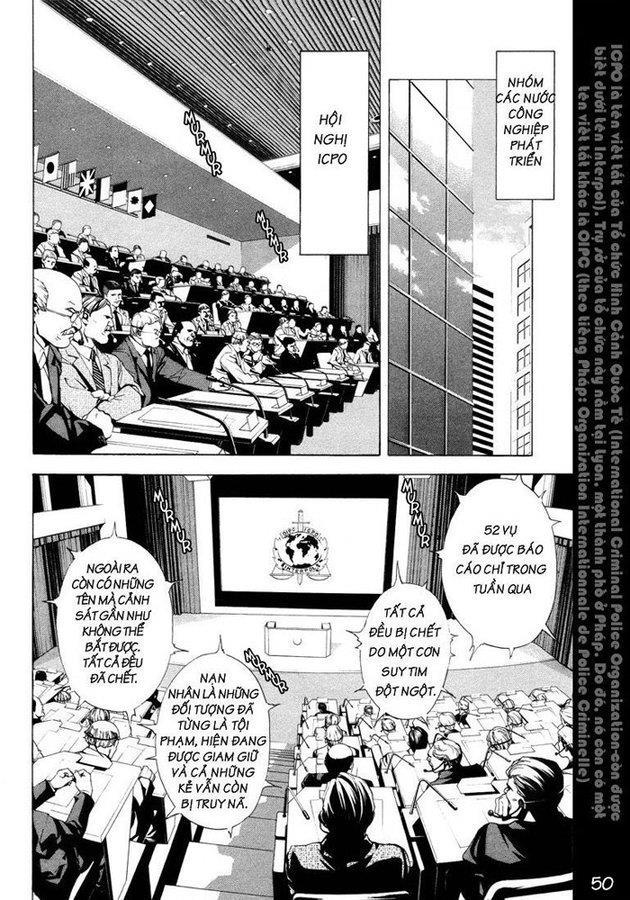 NHÓM
CÁC NƯỚC
CÔNG
NGHIỆP
PHÁT
TRIỂN
HỘI
NGHỊ
ICPO
MURMUR
MURMUR
52 VỤ
ĐÃ ĐƯỢC BÁO
CÁO CHỈ TRONG
TUẦN QUA
MURMUR
TẤT CẢ
ĐỀU BỊ CHẾT
DO MỘT CƠN
SUY TIM
ĐỘT NGỘT.
MURMUR
MURMUR
NẠN
NHÂN LÀ NHỮNG
ĐỐI TƯỢNG ĐÃ
TỪNG LÀ TỘI
PHẠM, HIỆN ĐANG
ĐƯỢC GIAM GIỮ
VÀ CẢ NHỮNG
KẺ VẪN CÒN
BỊ TRUY NÃ.
NGOÀI RA
CÒN CÓ NHỮNG
TÊN MÀ CẢNH
SÁT GẦN NHƯ
KHÔNG THỂ
BẮT ĐƯỢC.
TẤT CẢ ĐỀU
ĐÃ CHẾT.
ICPO là tên viết tắt của Tổ chức Hình Cảnh Quốc Tế (International Criminal Police Organization-còn được
biết dưới tên Interpol). Trụ sở của tổ chức này nằm tại Lyon, một thành phố ở Pháp. Do đó, nó còn có một
tên viết tắt khác là OIPC (theo tiếng Pháp: Organisation Internationale de Police Criminelle)
50